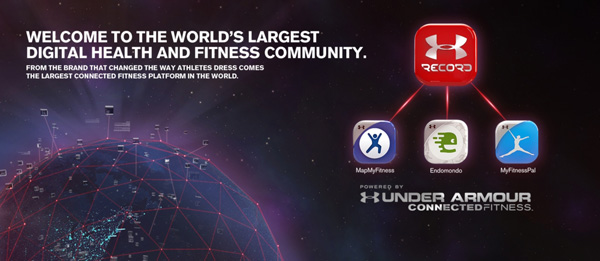 WELCOME TO THE WORLD'S LARGEST
DIGITAL HEALTH AND FITNESS COMMUNITY.
FROM THE BRAND THAT CHANGED THE WAY ATHLETES DRESS COMES
THE LARGEST CONNECTED FITNESS PLATFORM IN THE WORLD.
RECORD
MapMyFitness Endomondo MyFitnessPal
POWERED BY
UNDER ARMOUR
CONNECTEDFITNESS.